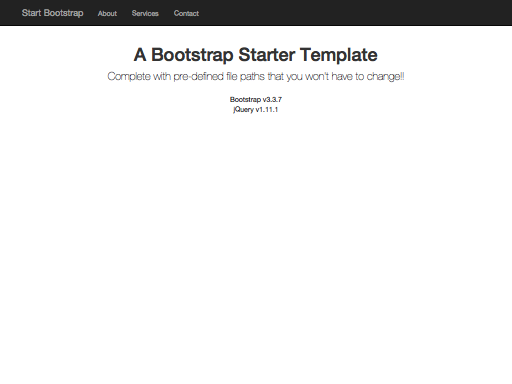 Start Bootstrap About Services Contact
A Bootstrap Starter Template
Complete with pre-defined file paths that you won't have to change!!
Bootstrap v3.3.7
jQuery v1.11.1